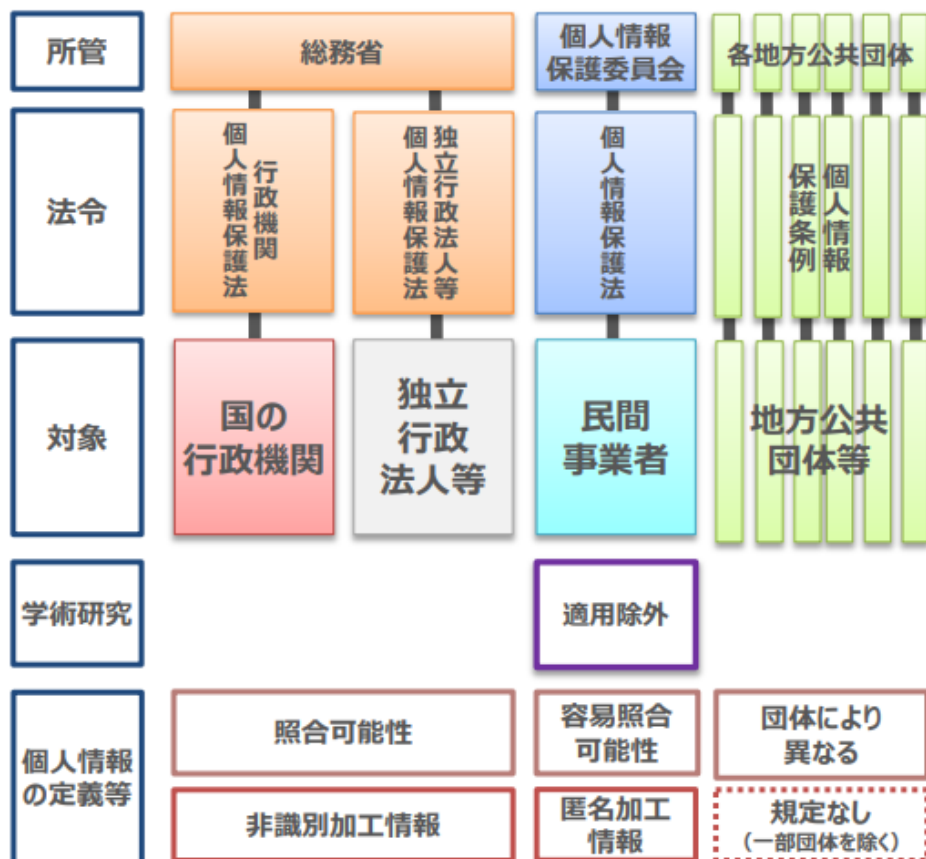 所管
総務省
個人情報
保護委員会
各地方公共団体
法令
行政機関
個人情報保護法
独立行政法人等
個人情報保護法
個人情報保護法
個人情報
保護条例
対象
国の
行政機関
独立
行政
法人等
民間
事業者
地方公共
団体等
学術研究
適用除外
個人情報
の定義等
照合可能性
容易照合
可能性
団体により
異なる
非識別加工情報
匿名加工
情報
規定なし
(一部団体を除く)